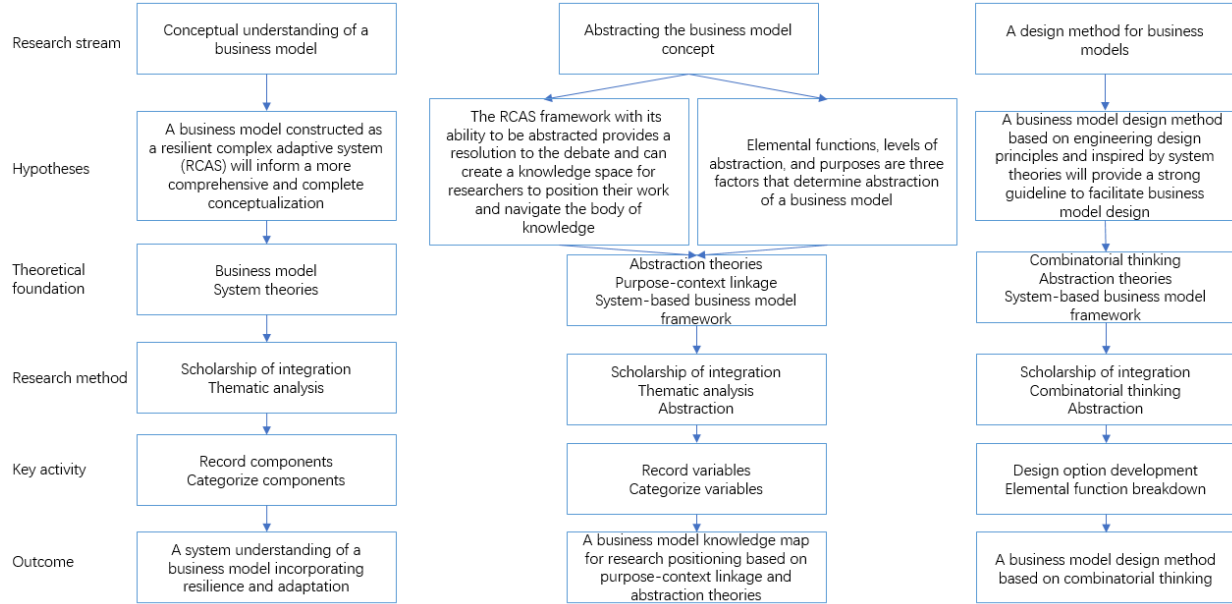 Research stream
Conceptual understanding of a
business model
Abstracting the business model
concept
A design method for business
models
Hypotheses
A business model constructed as
a resilient complex adaptive system
(RCAS) will inform a more
comprehensive and complete
conceptualization
The RCAS framework with its
ability to be abstracted provides a
resolution to the debate and can
create a knowledge space for
researchers to position their work
and navigate the body of
knowledge
Elemental functions, levels of
abstraction, and purposes are three
factors that determine abstraction
of a business model
A business model design method
based on engineering design
principles and inspired by system
theories will provide a strong
guideline to facilitate business
model design
Theoretical
foundation
Business model
System theories
Abstraction theories
Purpose-context linkage
System-based business model
framework
Combinatorial thinking
Abstraction theories
System-based business model
framework
Research method
Scholarship of integration
Thematic analysis
Scholarship of integration
Thematic analysis
Abstraction
Scholarship of integration
Combinatorial thinking
Abstraction
Key activity
Record components
Categorize components
Record variables
Categorize variables
Design option development
Elemental function breakdown
Outcome
A system understanding of a
business model incorporating
resilience and adaptation
A business model knowledge map
for research positioning based on
purpose-context linkage and
abstraction theories
A business model design method
based on combinatorial thinking